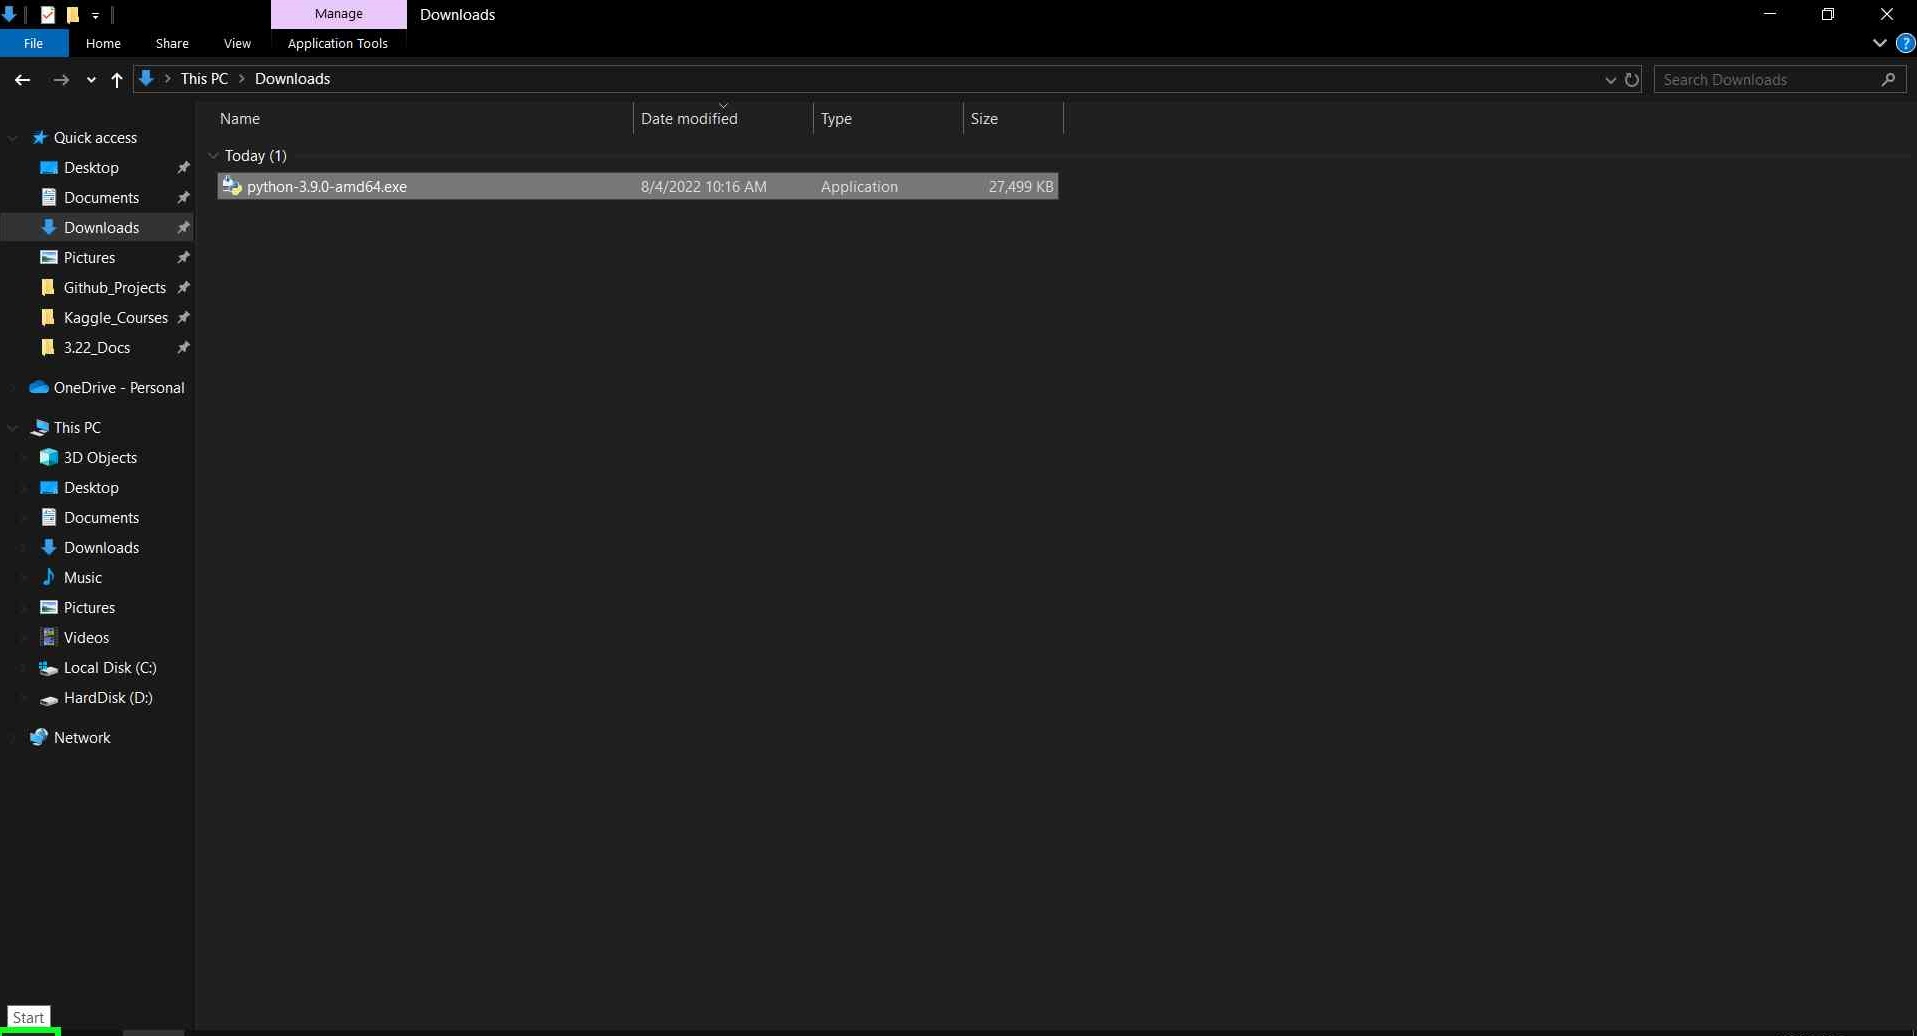 Manage
Downloads
File
Home
Share
View
Application Tools
?
This PC
Downloads
Search Downloads
Name
Date modified
Type
Size
Quick access
Desktop
Documents
Downloads
Pictures
Github_Projects
Kaggle_Courses
3.22_Docs
OneDrive - Personal
This PC
3D Objects
Desktop
Documents
Downloads
Music
Pictures
Videos
Local Disk (C:)
HardDisk (D:)
Network
Today (1)
python-3.9.0-amd64.exe 8/4/2022 10:16 AM Application 27,499 KB
Start